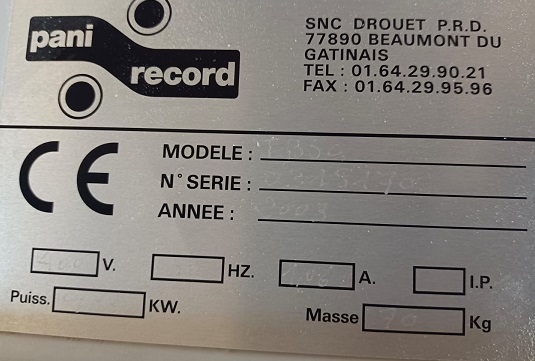 pani
record
SNC DROUET P.R.D.
77890 BEAUMONT DU
GATINAIS
TEL : 01.64.29.90.21
FAX : 01.64.29.95.96
CE
MODELE :
N° SERIE :
ANNEE :
V. HZ. A. I.P.
Puiss. KW. Masse Kg